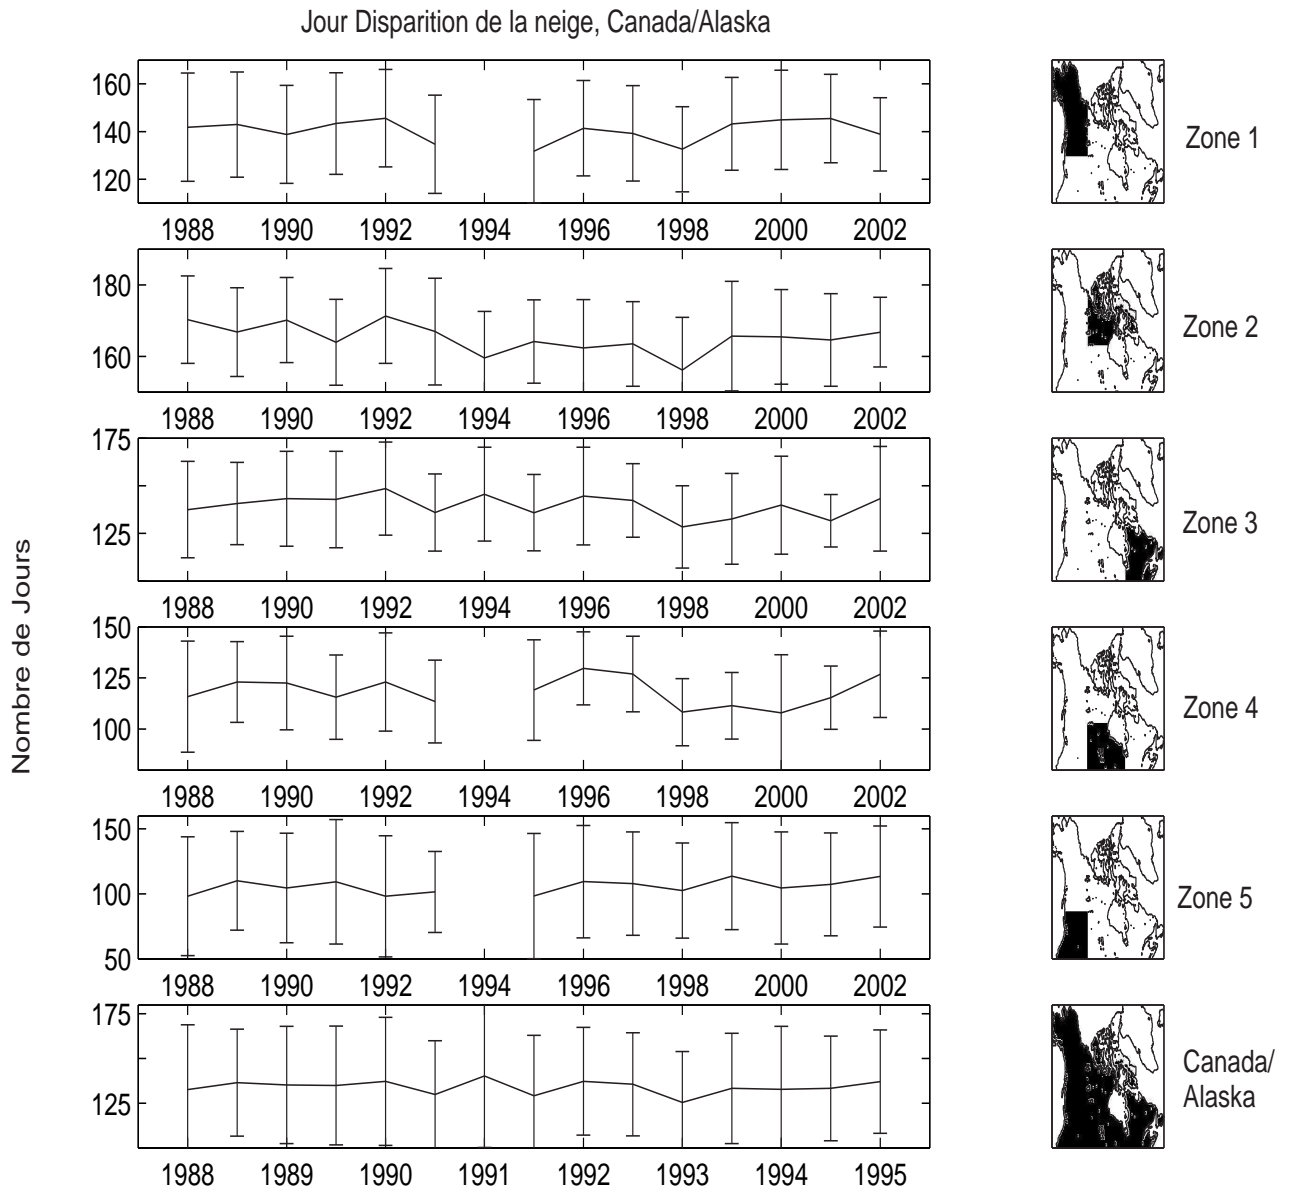 Jour Disparition de la neige, Canada/Alaska
160
140
120
1988 1990 1992 1994 1996 1998 2000 2002
Zone 1
180
160
1988 1990 1992 1994 1996 1998 2000 2002
Zone 2
175
125
1988 1990 1992 1994 1996 1998 2000 2002
Zone 3
150
125
100
1988 1990 1992 1994 1996 1998 2000 2002
Zone 4
150
100
50
1988 1990 1992 1994 1996 1998 2000 2002
Zone 5
175
125
1988 1989 1990 1991 1992 1993 1994 1995
Canada/
Alaska
Nombre de Jours